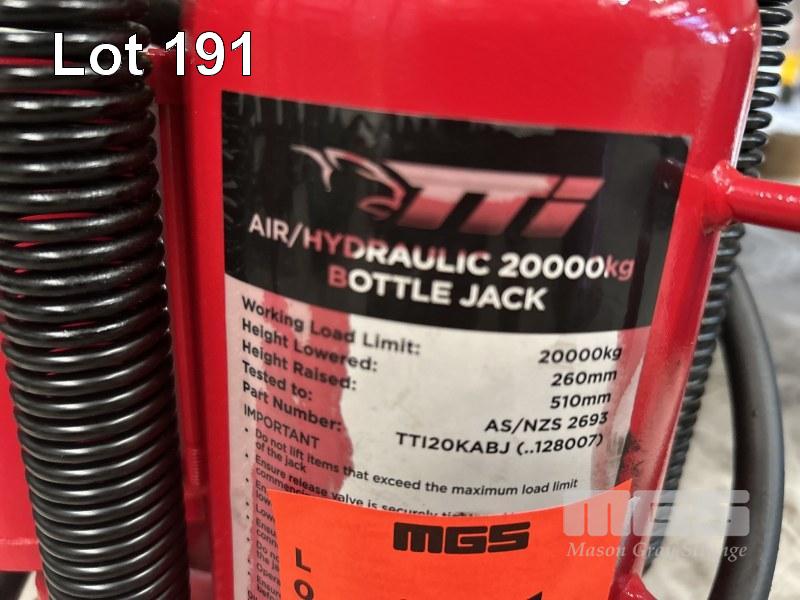 Lot 191
TTi
AIR/HYDRAULIC 20000kg
BOTTLE JACK
Working Load Limit: 20000kg
Height Lowered: 260mm
Height Raised: 510mm
Tested to: AS/NZS 2693
Part Number: TTI20KABJ (..128007)
IMPORTANT
• Do not lift items that exceed the maximum load limit
of the jack
• Ensure release valve is securely
MGS
MGS
Mason Gray Strange
L
O